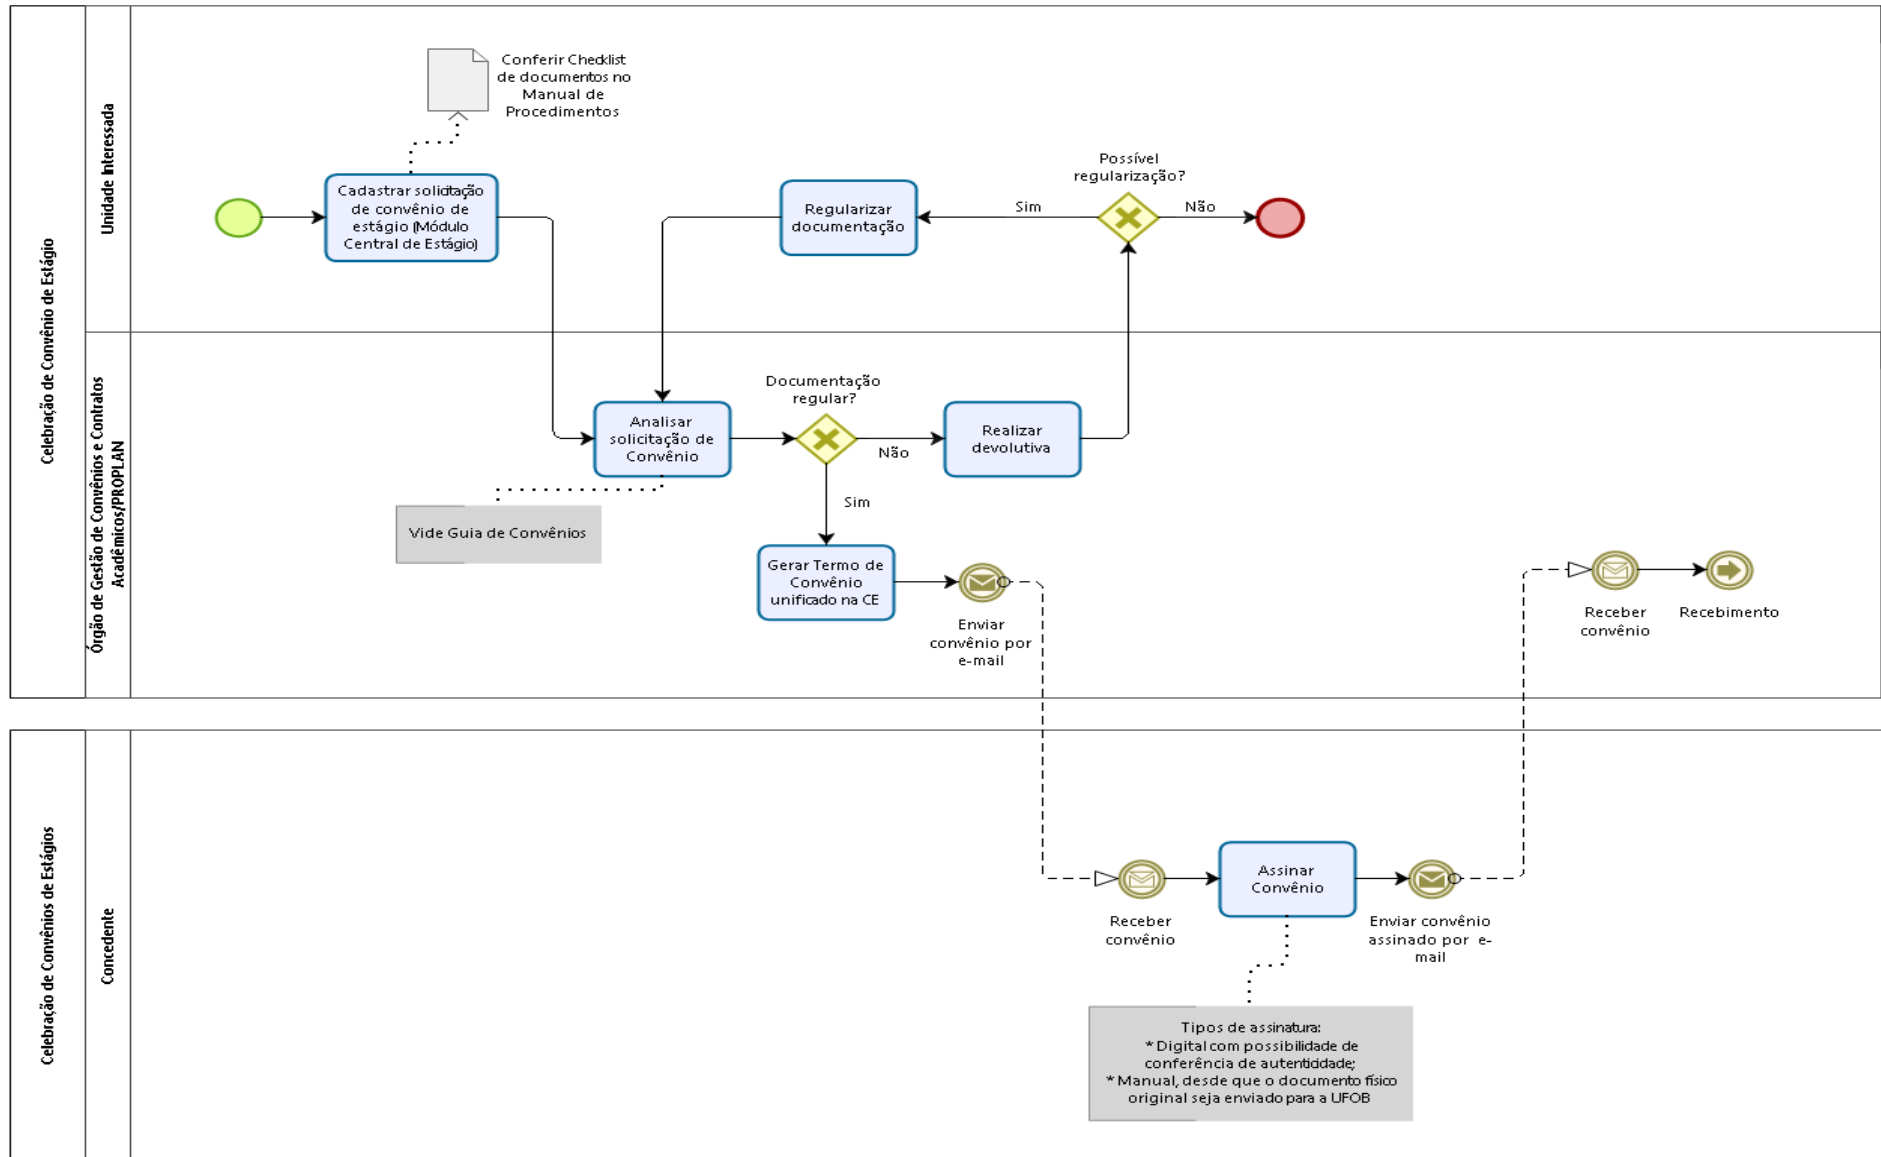 Celebração de Convênio de Estágio
Unidade Interessada
Conferir Checklist
de documentos no
Manual de
Procedimentos
Cadastrar solicitação
de convênio de
estágio (Módulo
Central de Estágio)
Regularizar
documentação
Sim
Possível
regularização?
Não
Órgão de Gestão de Convênios e Contratos
Acadêmicos/PROPLAN
Analisar
solicitação de
Convênio
Vide Guia de Convênios
Documentação
regular?
Não
Realizar
devolutiva
Sim
Gerar Termo de
Convênio
unificado na CE
Enviar
convênio por
e-mail
Receber
convênio
Recebimento
Celebração de Convênios de Estágios
Concedente
Receber
convênio
Assinar
Convênio
Enviar convênio
assinado por e-
mail
Tipos de assinatura:
* Digital com possibilidade de
conferência de autenticidade;
* Manual, desde que o documento físico
original seja enviado para a UFOB